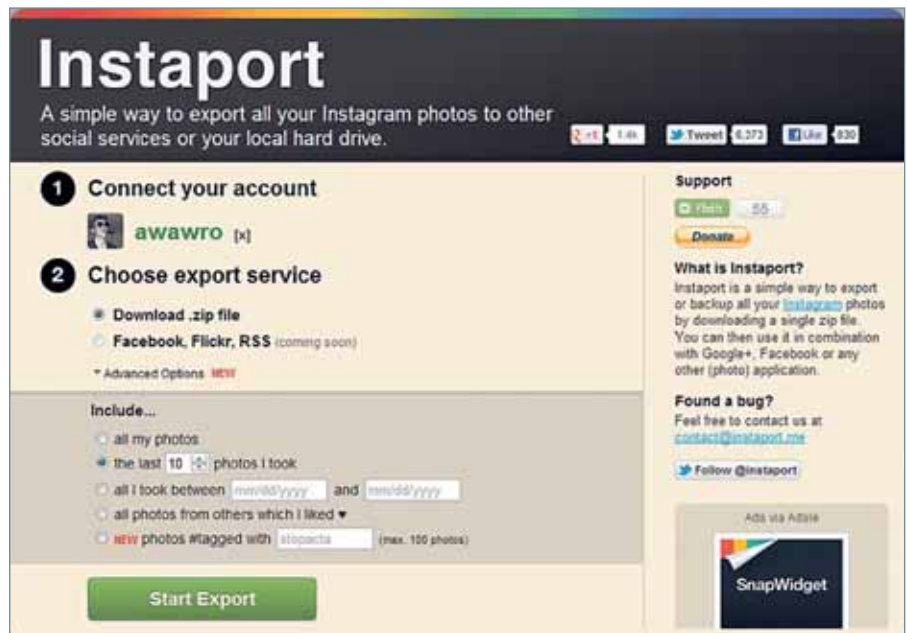 Instaport
A simple way to export all your Instagram photos to other
social services or your local hard drive.
+1 1.4k Tweet 6,373 Like 830
1 Connect your account
awawro [x]
2 Choose export service
Download .zip file
Facebook, Flickr, RSS (coming soon)
Advanced Options NEW
Include...
all my photos
the last 10 photos I took
all I took between mm/dd/yyyy and mm/dd/yyyy
all photos from others which I liked ♥
NEW photos #tagged with stopacta (max. 100 photos)
Start Export
Support
Flattr 55
Donate
What is Instaport?
Instaport is a simple way to export
or backup all your Instagram photos
by downloading a single zip file.
You can then use it in combination
with Google+, Facebook or any
other (photo) application.
Found a bug?
Feel free to contact us at
contact@instaport.me
Follow @instaport
Ads via
SnapWidget